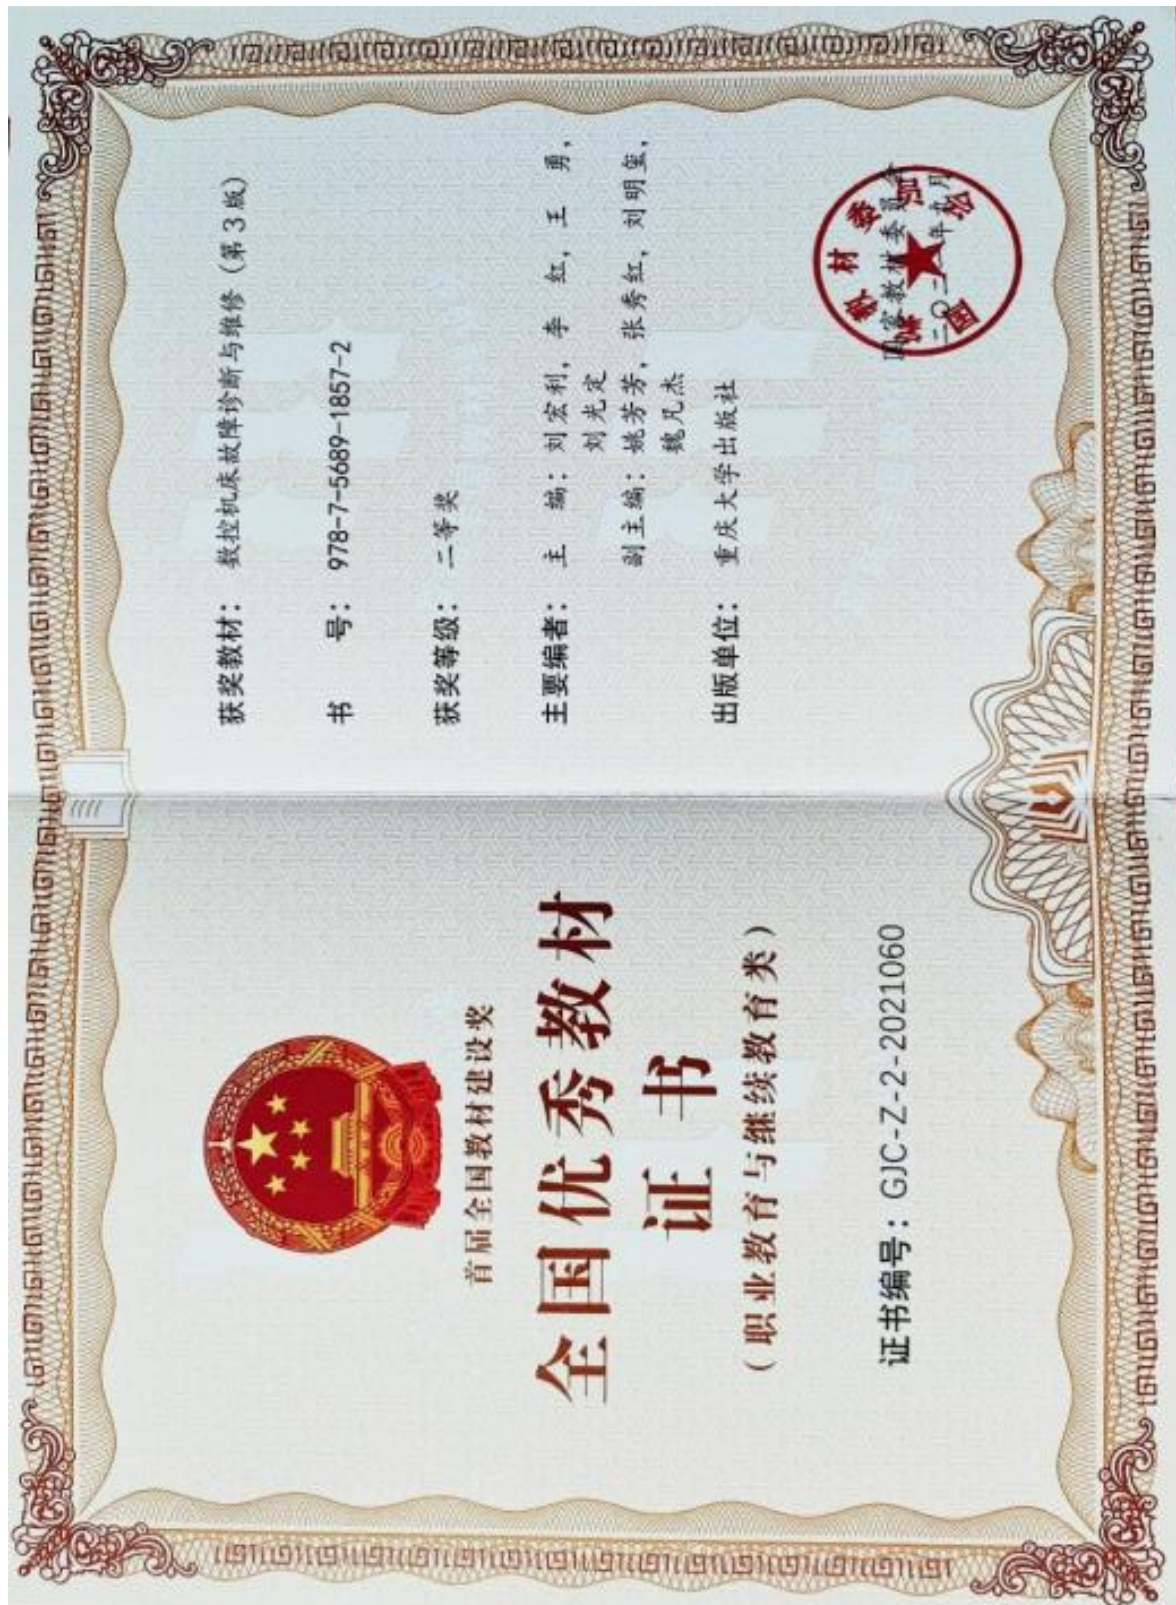 首届全国教材建设奖
全国优秀教材
证书
（职业教育与继续教育类）
证书编号：GJC-Z-2-2021060
获奖教材：数控机床故障诊断与维修（第3版）
书 号：978-7-5689-1857-2
获奖等级：二等奖
主要编者：主 编：刘宏利，李 红，王 勇，
刘光定
副主编：姚芳芳，张秀红，刘明玺，
魏凡杰
出版单位：重庆大学出版社
国家教材委员会
二〇二一年九月